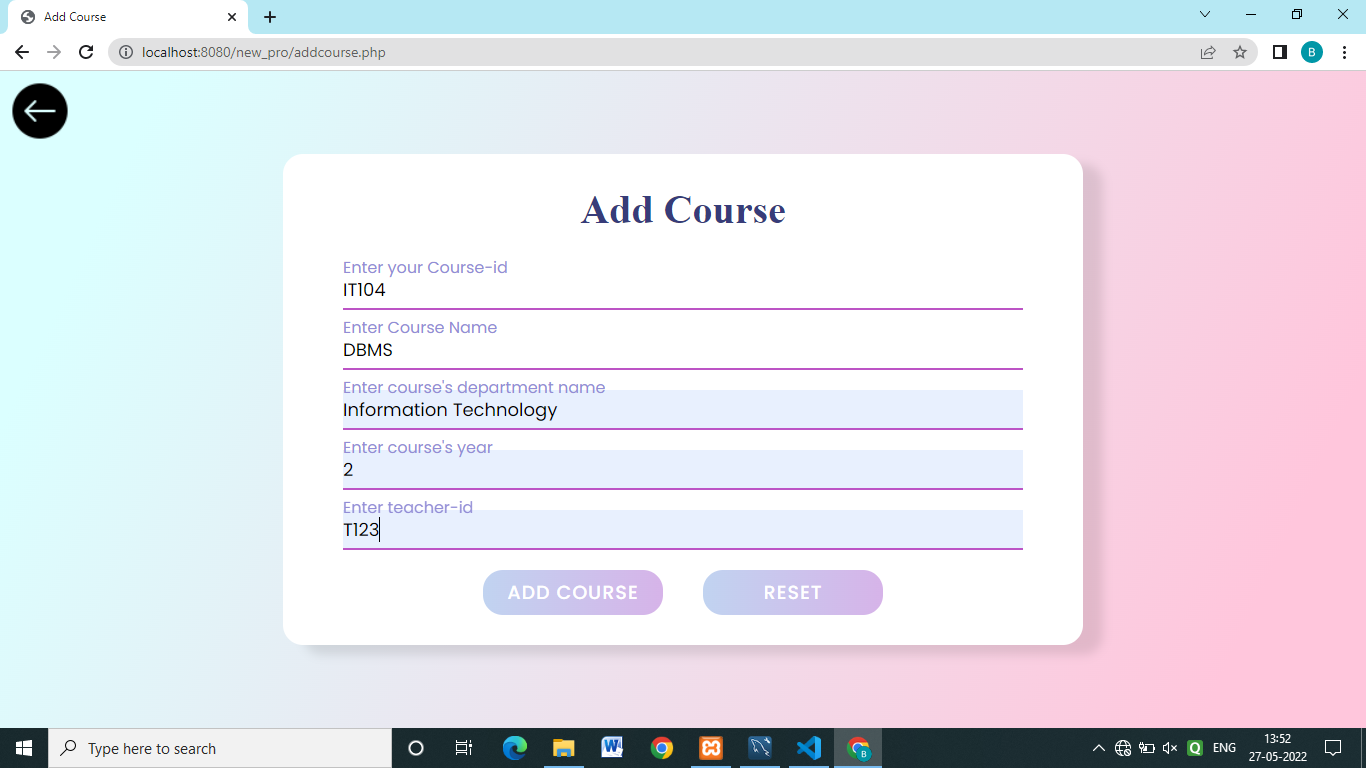 Add Course
localhost:8080/new_pro/addcourse.php
B
Add Course
Enter your Course-id
IT104
Enter Course Name
DBMS
Enter course's department name
Information Technology
Enter course's year
2
Enter teacher-id
T123
ADD COURSE RESET
Type here to search
ENG
13:52
27-05-2022